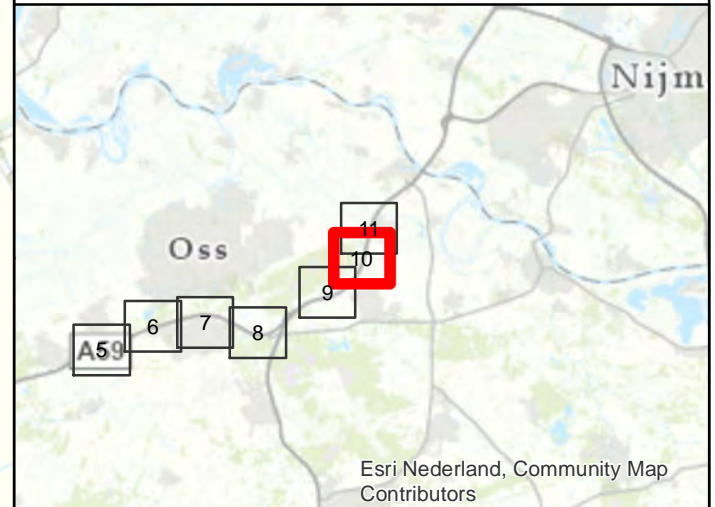 Nijm
11
Oss
10
9
6
7
8
A59
5
Esri Nederland, Community Map
Contributors